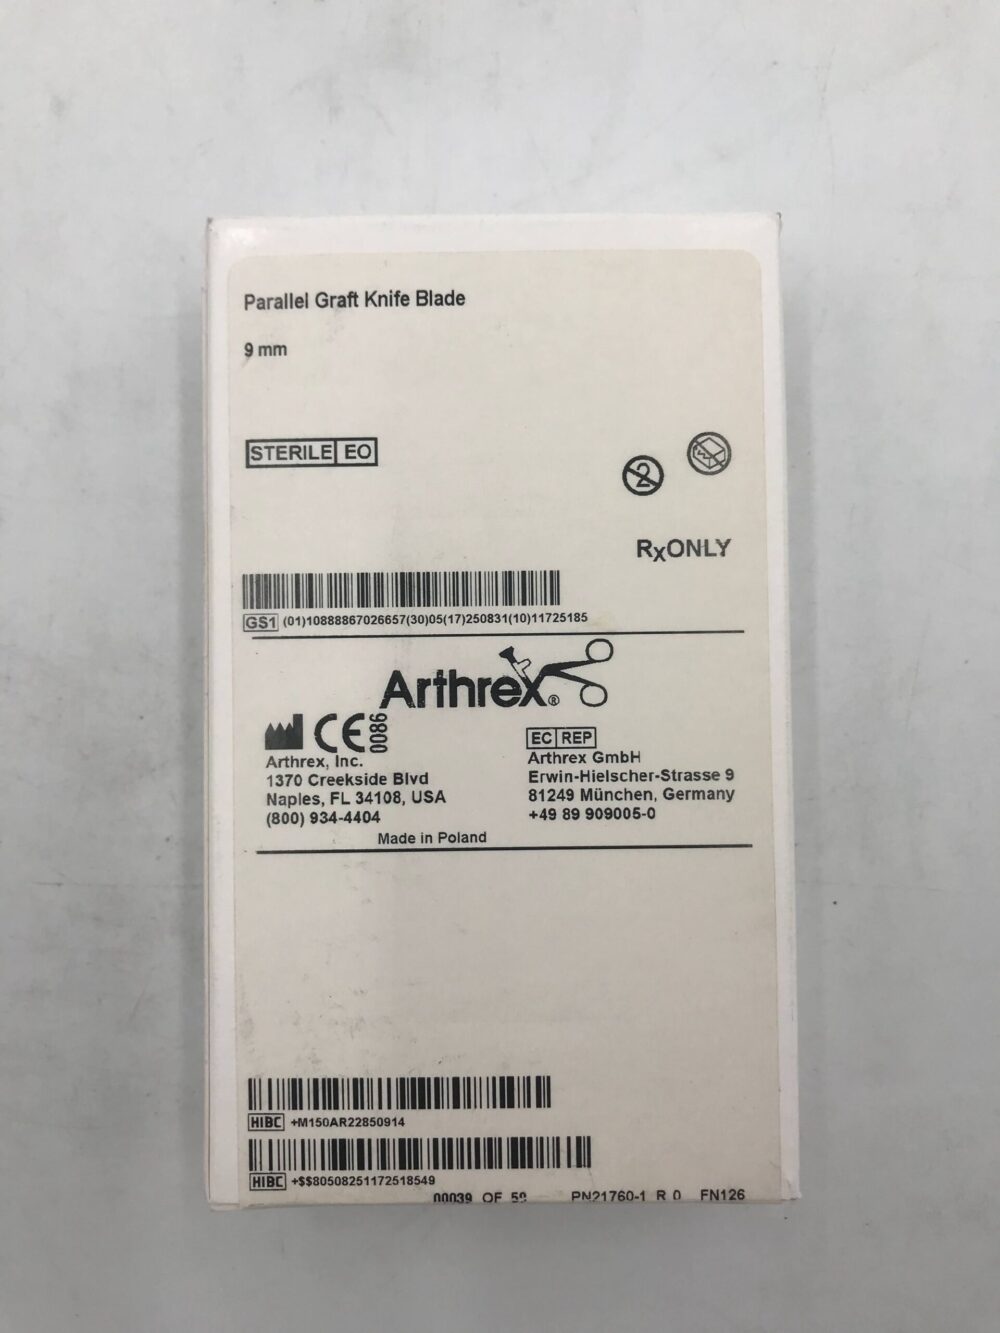 Parallel Graft Knife Blade
9 mm
STERILE EO
2
RxONLY
GS1 (01)10888867026657(30)05(17)250831(10)11725185
Arthrex®
CE 0086
Arthrex, Inc.
1370 Creekside Blvd
Naples, FL 34108, USA
(800) 934-4404
EC REP
Arthrex GmbH
Erwin-Hielscher-Strasse 9
81249 München, Germany
+49 89 909005-0
Made in Poland
HIBC +M150AR22850914
HIBC +$$80508251172518549
00039 OF 50 PN21760-1 R 0 FN126